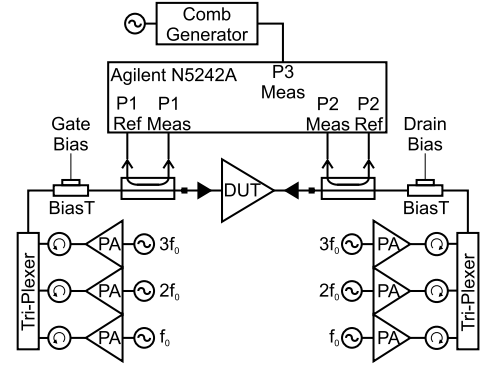 Comb
Generator
Agilent N5242A
P3
Meas
P1 P1
Ref Meas
P2 P2
Meas Ref
Gate
Bias
Drain
Bias
BiasT
DUT
BiasT
Tri-Plexer
PA 3f₀
PA 2f₀
PA f₀
3f₀ PA
2f₀ PA
f₀ PA
Tri-Plexer